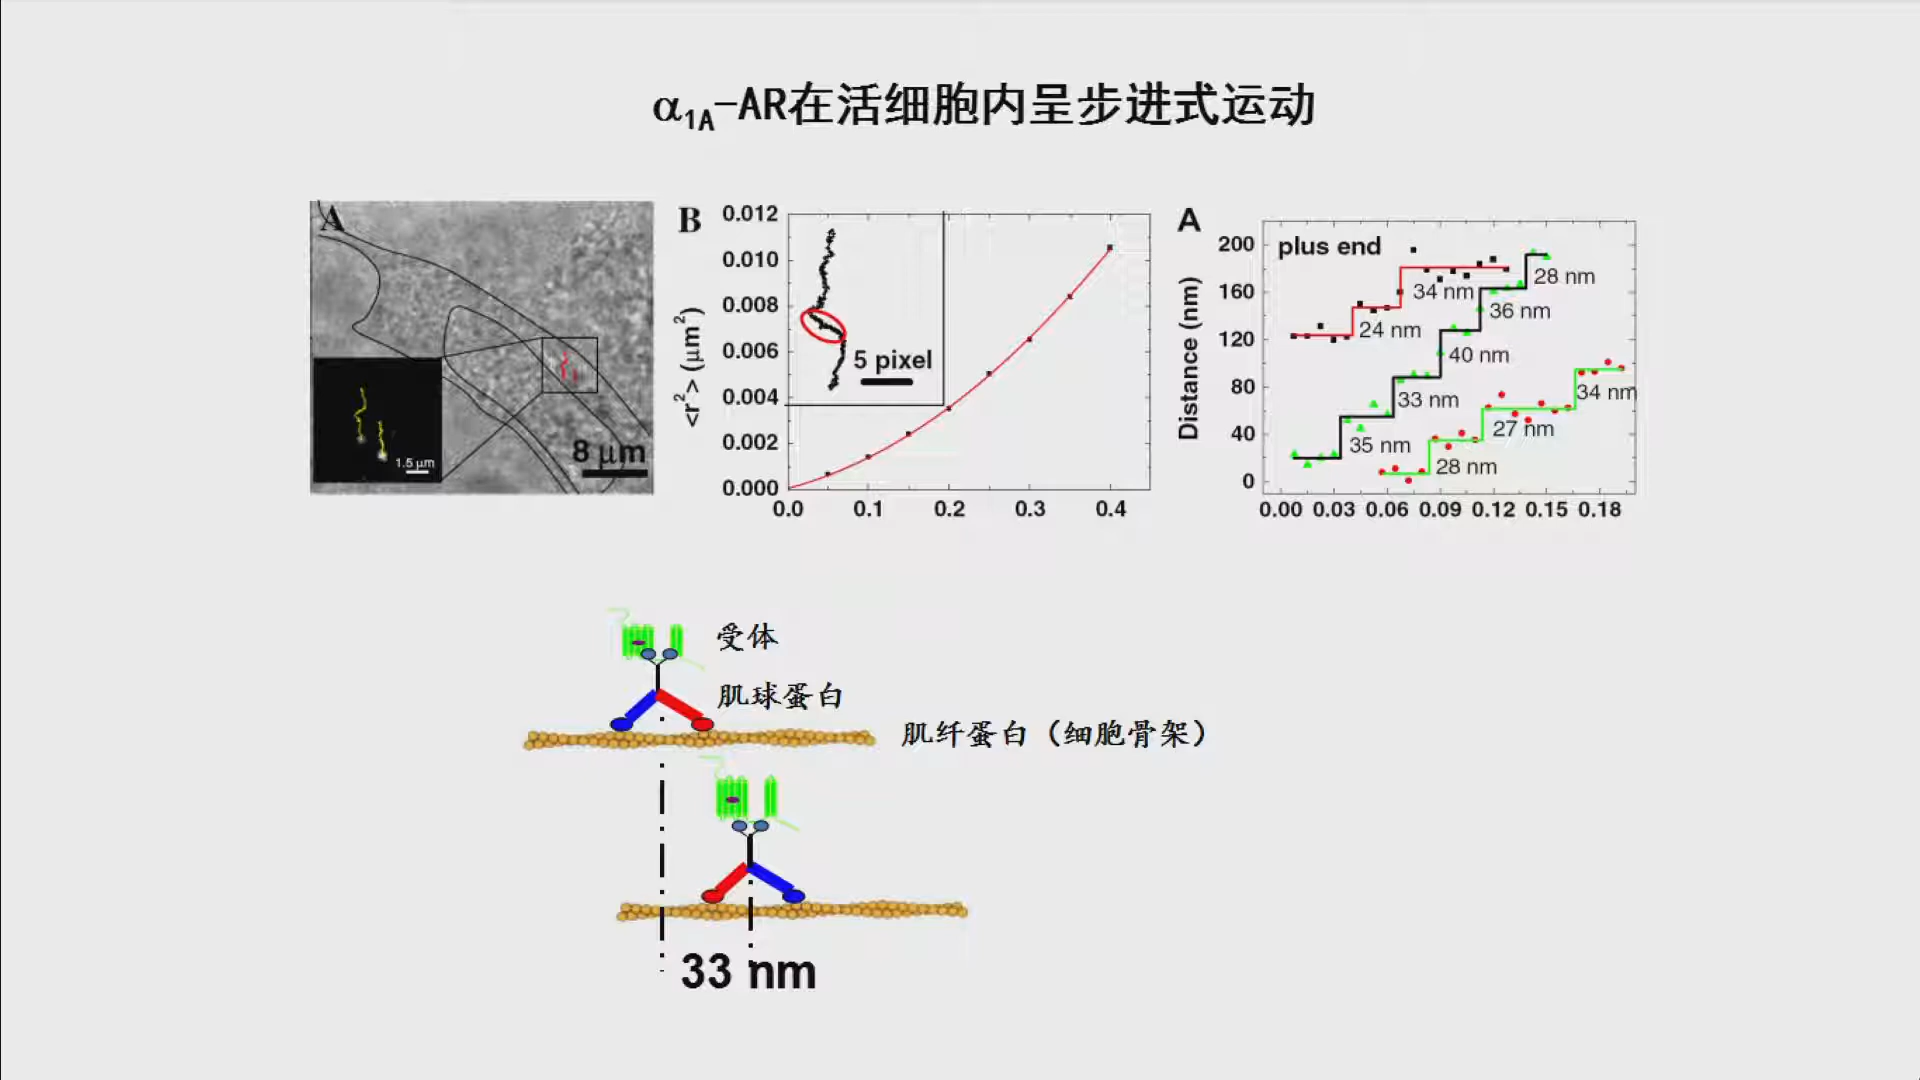 α1A-AR在活细胞内呈步进式运动
A
8 μm
1.5 μm
B
<r²> (μm²)
0.012
0.010
0.008
0.006
0.004
0.002
0.000
0.0 0.1 0.2 0.3 0.4
5 pixel
A
Distance (nm)
200
160
120
80
40
0
0.00 0.03 0.06 0.09 0.12 0.15 0.18
plus end
28 nm
34 nm
36 nm
24 nm
40 nm
33 nm
34 nm
27 nm
35 nm
28 nm
受体
肌球蛋白
肌纤蛋白（细胞骨架）
33 nm